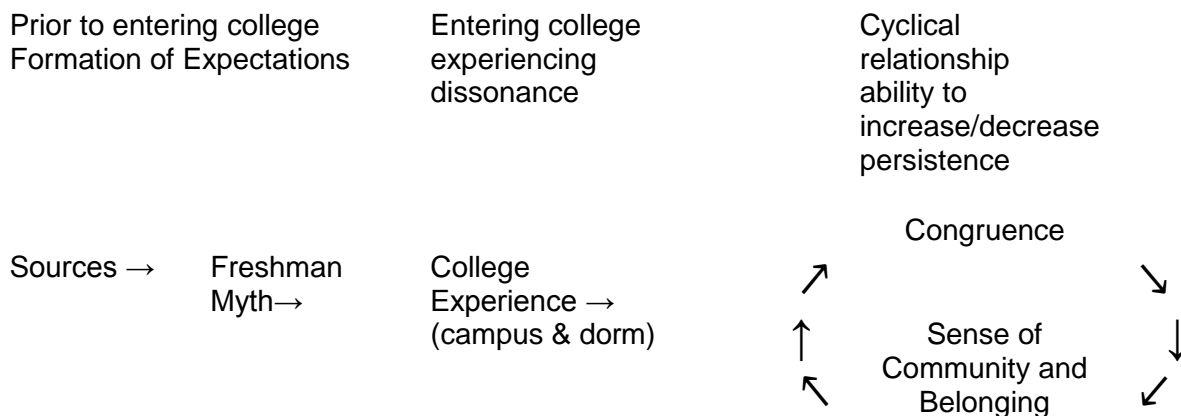 Prior to entering college
Formation of Expectations
Entering college
experiencing
dissonance
Cyclical
relationship
ability to
increase/decrease
persistence
Sources →
Freshman
Myth→
College
Experience →
(campus & dorm)
Congruence
Sense of
Community and
Belonging